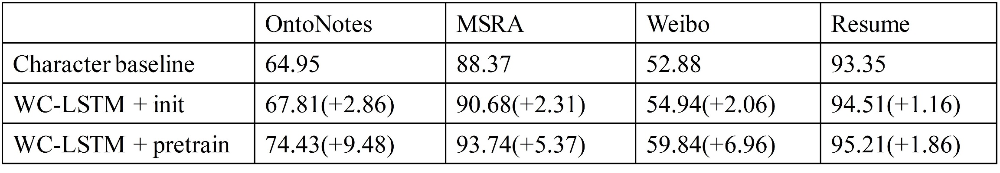 OntoNotes MSRA Weibo Resume
Character baseline 64.95 88.37 52.88 93.35
WC-LSTM + init 67.81(+2.86) 90.68(+2.31) 54.94(+2.06) 94.51(+1.16)
WC-LSTM + pretrain 74.43(+9.48) 93.74(+5.37) 59.84(+6.96) 95.21(+1.86)